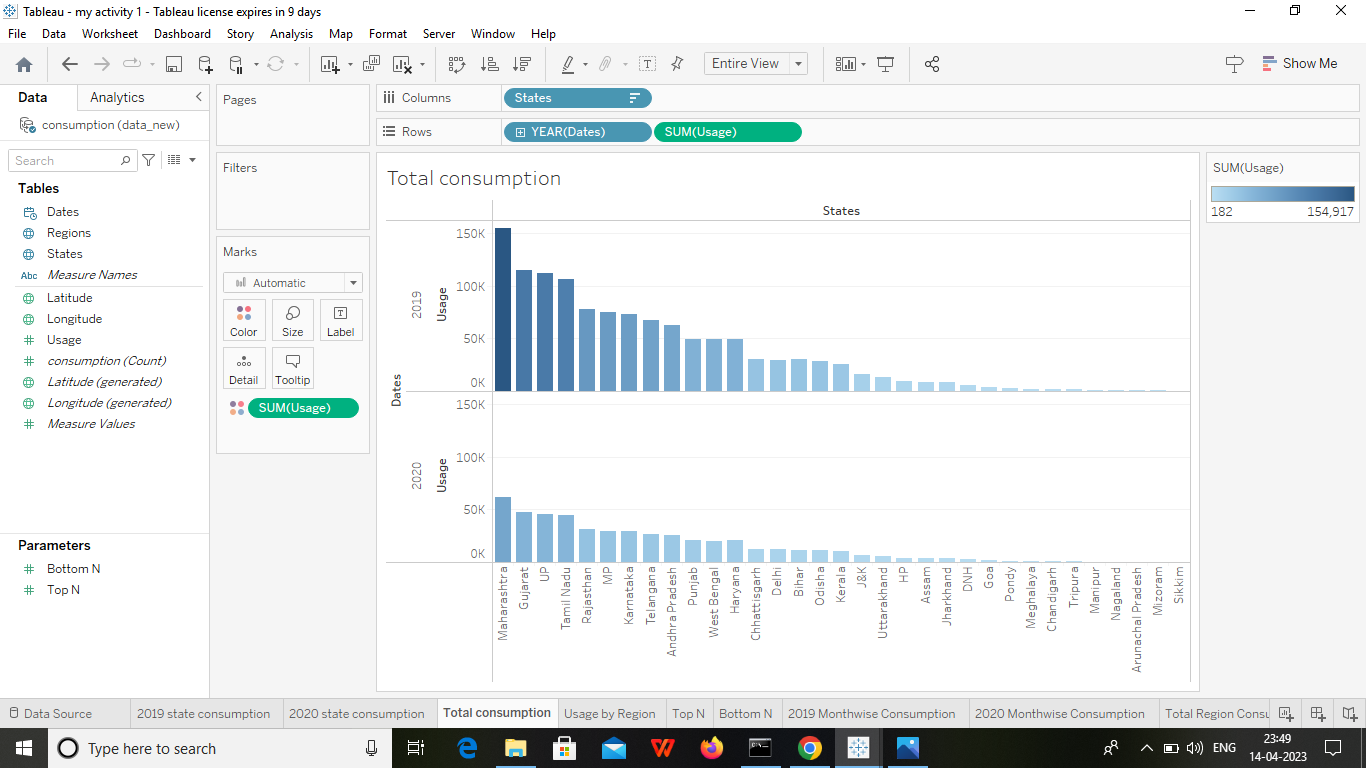 Tableau - my activity 1 - Tableau license expires in 9 days
File Data Worksheet Dashboard Story Analysis Map Format Server Window Help
Entire View
Show Me
Data Analytics
consumption (data_new)
Search
Tables
Dates
Regions
States
Abc Measure Names
Latitude
Longitude
Usage
consumption (Count)
Latitude (generated)
Longitude (generated)
Measure Values
Parameters
Bottom N
Top N
Pages
Filters
Marks
Automatic
Color Size Label
Detail Tooltip
SUM(Usage)
Columns States
Rows YEAR(Dates) SUM(Usage)
Total consumption
States
Dates
2019
Usage
150K
100K
50K
0K
2020
Usage
150K
100K
50K
0K
Maharashtra
Gujarat
UP
Tamil Nadu
Rajasthan
MP
Karnataka
Telangana
Andhra Pradesh
Punjab
West Bengal
Haryana
Chhattisgarh
Delhi
Bihar
Odisha
Kerala
J&K
Uttarakhand
HP
Assam
Jharkhand
DNH
Goa
Pondy
Meghalaya
Chandigarh
Tripura
Manipur
Nagaland
Arunachal Pradesh
Mizoram
Sikkim
SUM(Usage)
182 154,917
Data Source 2019 state consumption 2020 state consumption Total consumption Usage by Region Top N Bottom N 2019 Monthwise Consumption 2020 Monthwise Consumption Total Region Consu
Type here to search
ENG
23:49
14-04-2023